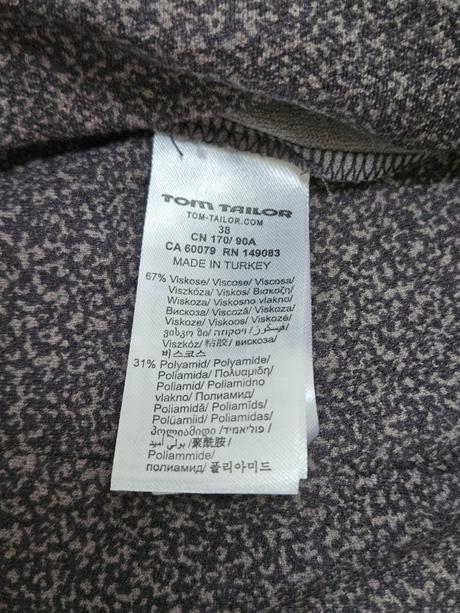 TOM TAILOR
TOM-TAILOR.COM
38
CN 170/ 90A
CA 60079 RN 149083
MADE IN TURKEY
67% Viskose/ Viscose/ Viscosa/
Viszkóza/ Viskos/ Βισκόζη/
Wiskoza/ Viskosno vlakno/
Вискоза/ Viscoză/ Viskoza/
Viskoze/ Viskoos/ Viskozė/
ვისკოზი/ ויסקוזה/ فيسكوز/
Viszkóz/ 粘胶/ вискоза/
비스코스
31% Polyamid/ Polyamide/
Poliamida/ Πολυαμίδη/
Poliamid/ Poliamidno
vlakno/ Полиамид/
Poliamidă/ Poliamīds/
Polüamiid/ Poliamidas/
პოლიამიდი/ פוליאמיד/
بولي أميد/ 聚酰胺/
Poliammide/
полиамид/ 폴리아미드